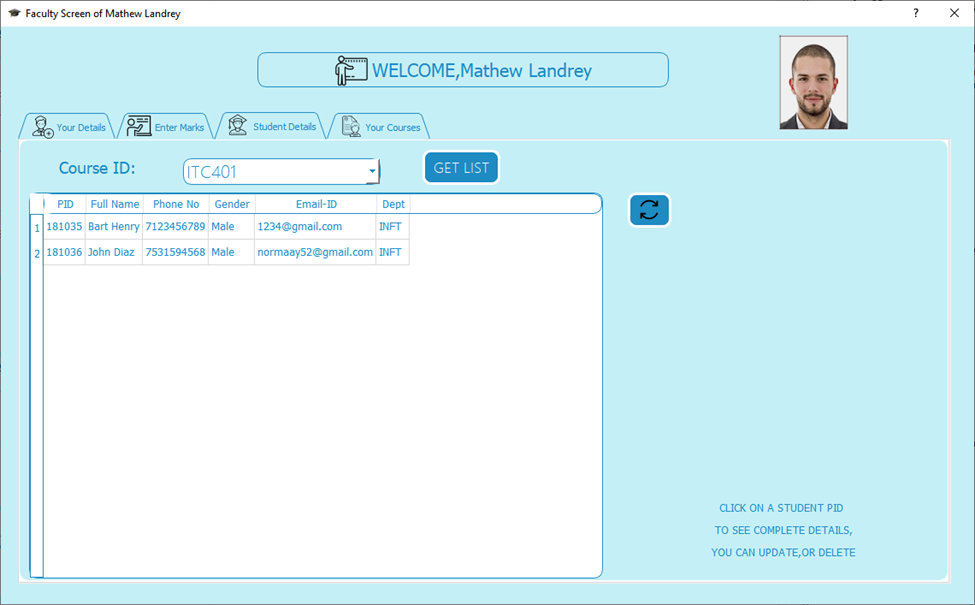 Faculty Screen of Mathew Landrey
?
WELCOME,Mathew Landrey
Your Details Enter Marks Student Details Your Courses
Course ID: ITC401 GET LIST
PID Full Name Phone No Gender Email-ID Dept
1 181035 Bart Henry 7123456789 Male 1234@gmail.com INFT
2 181036 John Diaz 7531594568 Male normaay52@gmail.com INFT
CLICK ON A STUDENT PID
TO SEE COMPLETE DETAILS,
YOU CAN UPDATE,OR DELETE